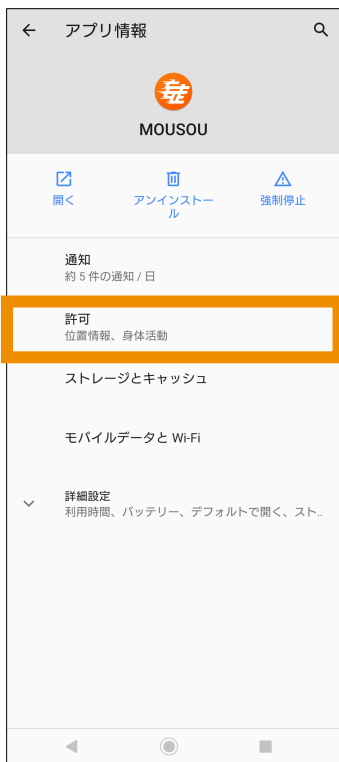 アプリ情報
MOUSOU
開く
アンインストー
ル
強制停止
通知
約 5 件の通知 / 日
許可
位置情報、身体活動
ストレージとキャッシュ
モバイルデータと Wi-Fi
詳細設定
利用時間、バッテリー、デフォルトで開く、スト..